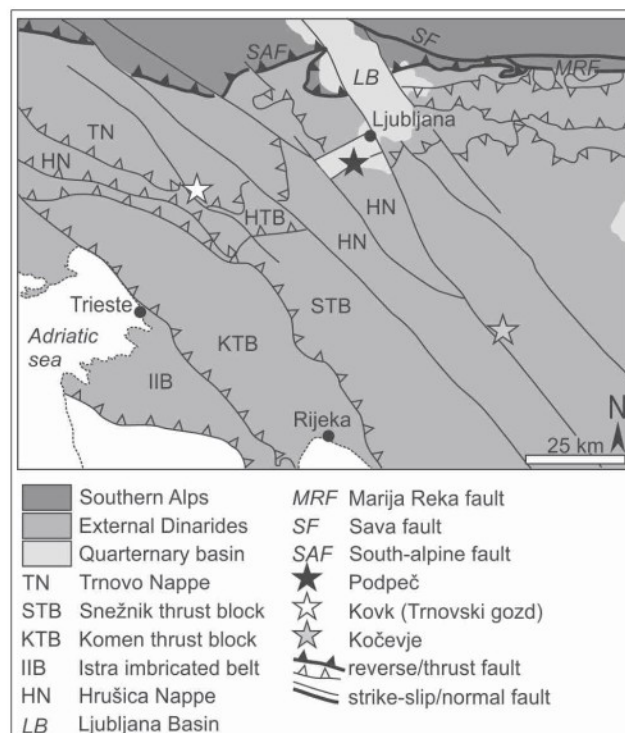 SAF
SF
MRF
LB
TN
Ljubljana
HN
HTB
HN
HN
STB
Trieste
Adriatic
sea
KTB
IIB
Rijeka
N
25 km
Southern Alps
External Dinarides
Quarternary basin
TN Trnovo Nappe
STB Snežnik thrust block
KTB Komen thrust block
IIB Istra imbricated belt
HN Hrušica Nappe
LB Ljubljana Basin
MRF Marija Reka fault
SF Sava fault
SAF South-alpine fault
Podpeč
Kovk (Trnovski gozd)
Kočevje
reverse/thrust fault
strike-slip/normal fault